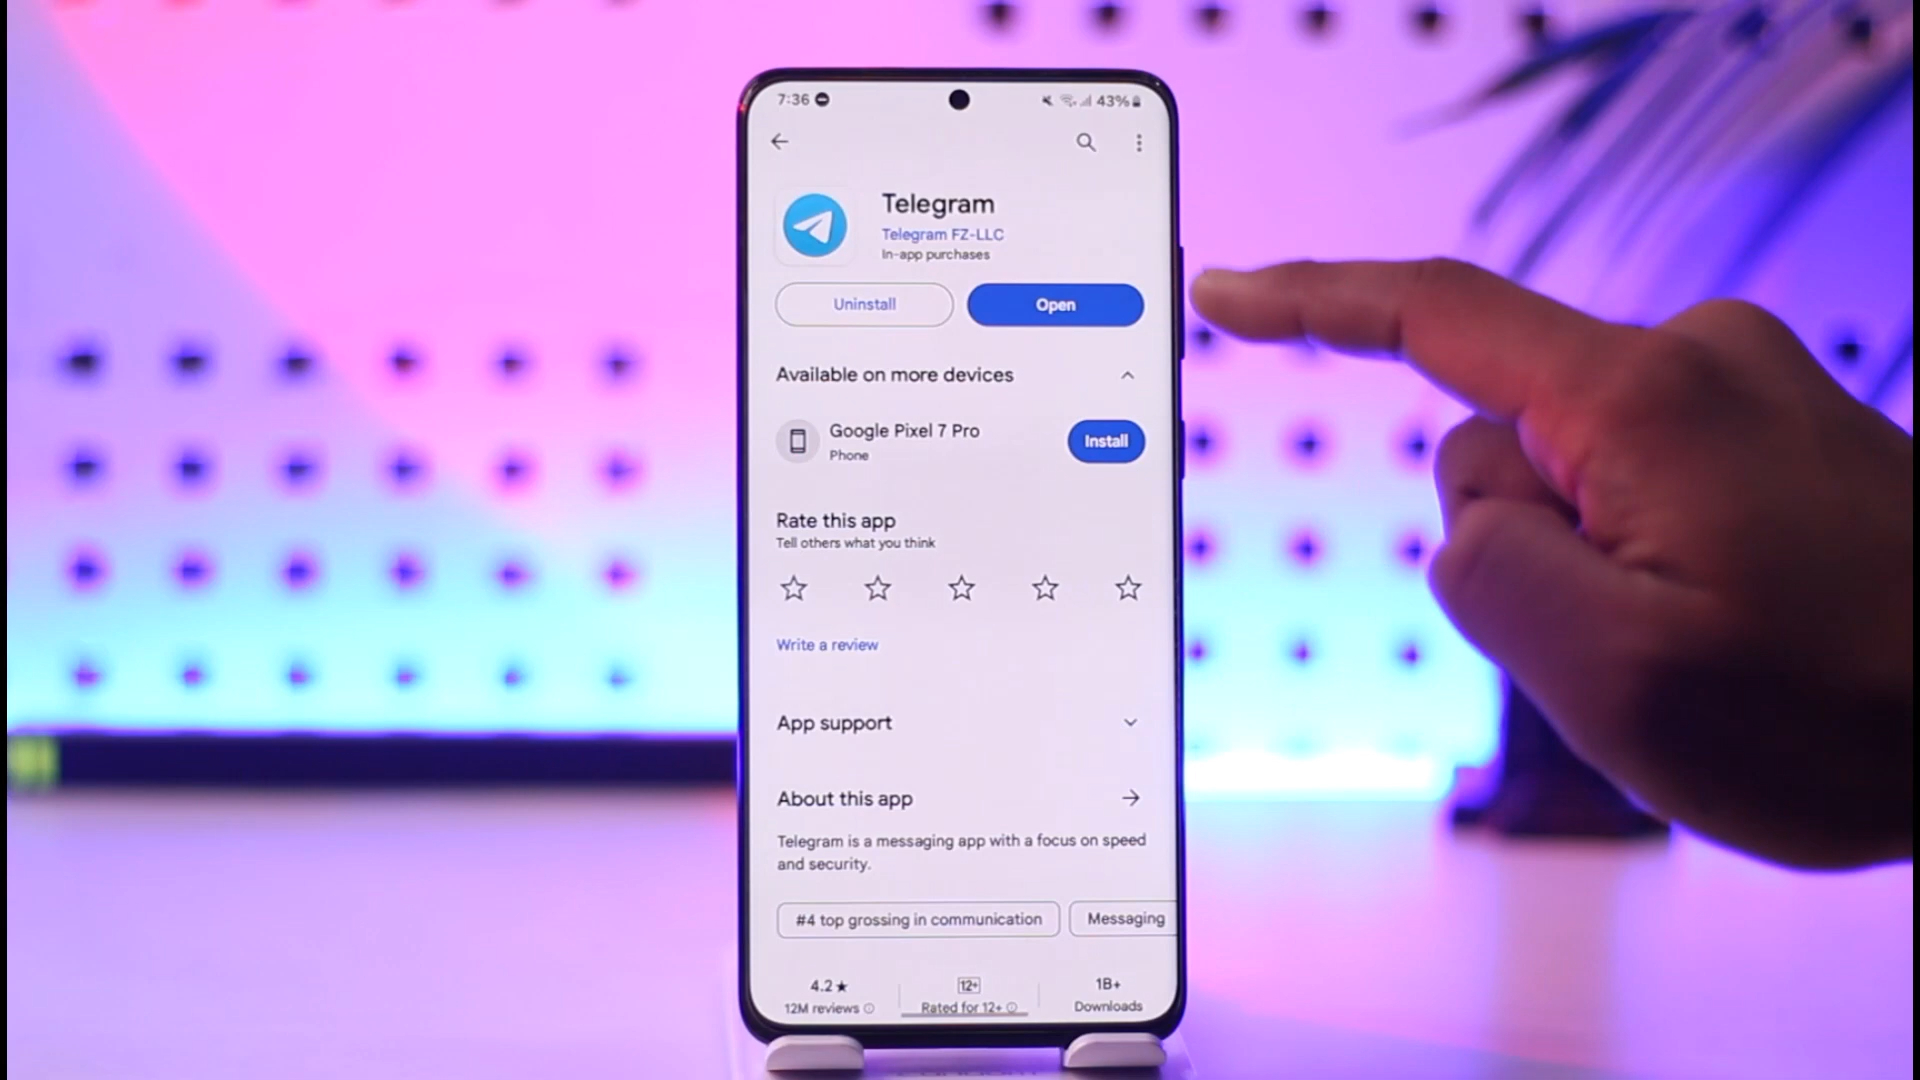 7:36
43%
Telegram
Telegram FZ-LLC
In-app purchases
Uninstall
Open
Available on more devices
Google Pixel 7 Pro
Phone
Install
Rate this app
Tell others what you think
Write a review
App support
About this app
Telegram is a messaging app with a focus on speed
and security.
#4 top grossing in communication
Messaging
4.2★
12+
1B+
12M reviews
Rated for 12+
Downloads